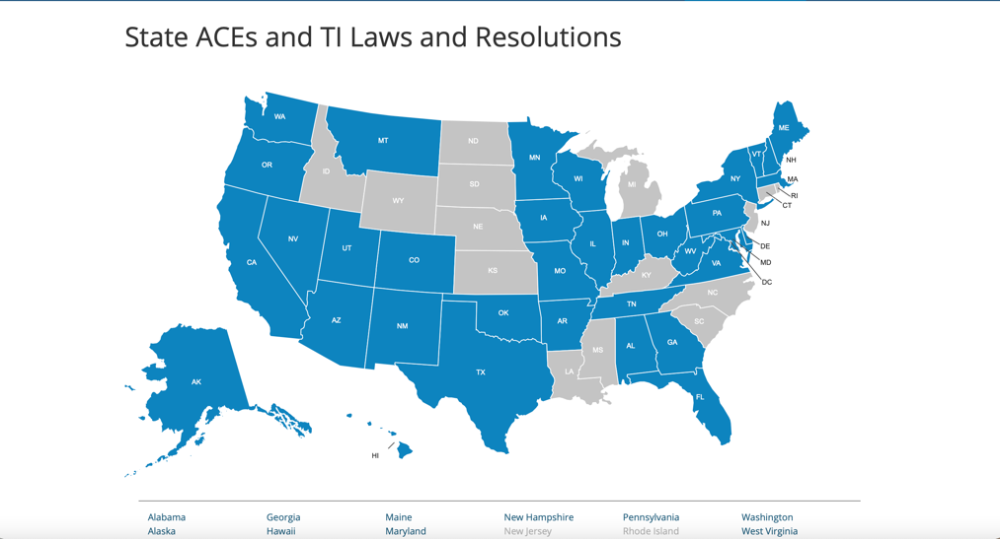 State ACEs and TI Laws and Resolutions
WA
MT
ND
MN
ME
VT
NH
OR
ID
SD
WI
MI
NY
MA
RI
CT
WY
PA
NJ
IA
NE
OH
NV
UT
CO
IL
IN
WV
DE
MD
DC
CA
KS
MO
KY
VA
NC
TN
OK
AZ
NM
AR
SC
MS
AL
GA
TX
LA
AK
FL
HI
Alabama Georgia Maine New Hampshire Pennsylvania Washington
Alaska Hawaii Maryland New Jersey Rhode Island West Virginia